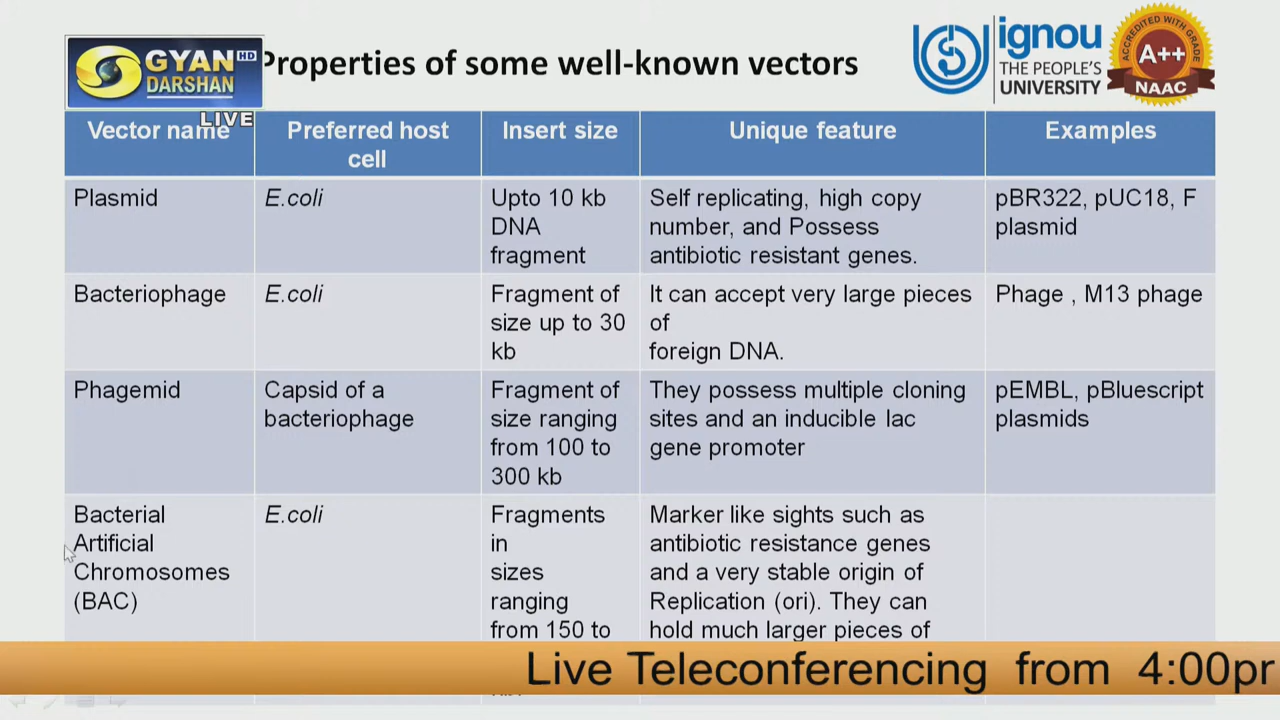 GYAN HD
DARSHAN
LIVE
Properties of some well-known vectors
ignou
THE PEOPLE'S
UNIVERSITY
ACCREDITED WITH GRADE
A++
NAAC
Vector name
Preferred host
cell
Insert size
Unique feature
Examples
Plasmid
E.coli
Upto 10 kb
DNA
fragment
Self replicating, high copy
number, and Possess
antibiotic resistant genes.
pBR322, pUC18, F
plasmid
Bacteriophage
E.coli
Fragment of
size up to 30
kb
It can accept very large pieces
of
foreign DNA.
Phage , M13 phage
Phagemid
Capsid of a
bacteriophage
Fragment of
size ranging
from 100 to
300 kb
They possess multiple cloning
sites and an inducible lac
gene promoter
pEMBL, pBluescript
plasmids
Bacterial
Artificial
Chromosomes
(BAC)
E.coli
Fragments
in
sizes
ranging
from 150 to
Marker like sights such as
antibiotic resistance genes
and a very stable origin of
Replication (ori). They can
hold much larger pieces of
Live Teleconferencing from 4:00pr